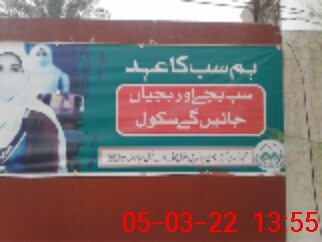 ہم سب کا عہد
سب بچے اور بچیاں
جائیں گے سکول
05-03-22 13:55